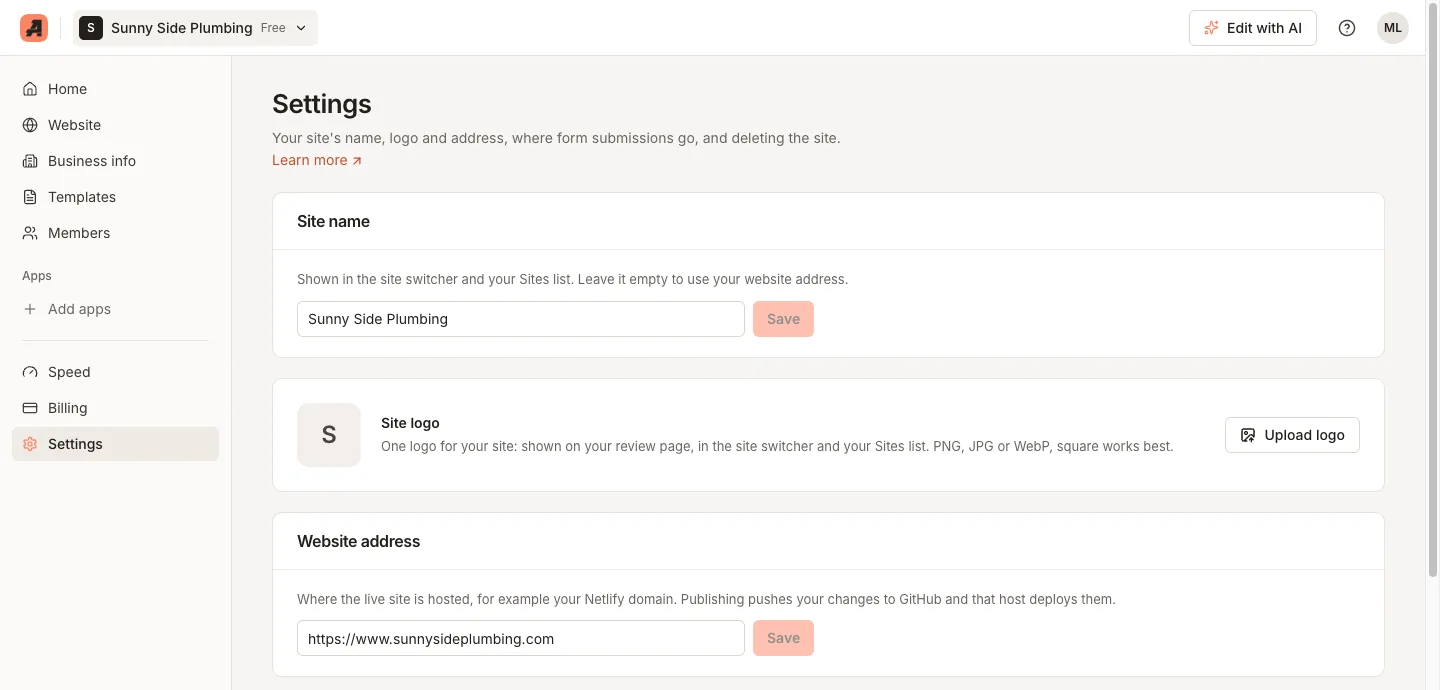 S Sunny Side Plumbing Free
Edit with AI
ML
Home
Website
Business info
Templates
Members
Apps
Add apps
Speed
Billing
Settings
Settings
Your site's name, logo and address, where form submissions go, and deleting the site.
Learn more
Site name
Shown in the site switcher and your Sites list. Leave it empty to use your website address.
Sunny Side Plumbing
Save
S
Site logo
One logo for your site: shown on your review page, in the site switcher and your Sites list. PNG, JPG or WebP, square works best.
Upload logo
Website address
Where the live site is hosted, for example your Netlify domain. Publishing pushes your changes to GitHub and that host deploys them.
https://www.sunnysideplumbing.com
Save